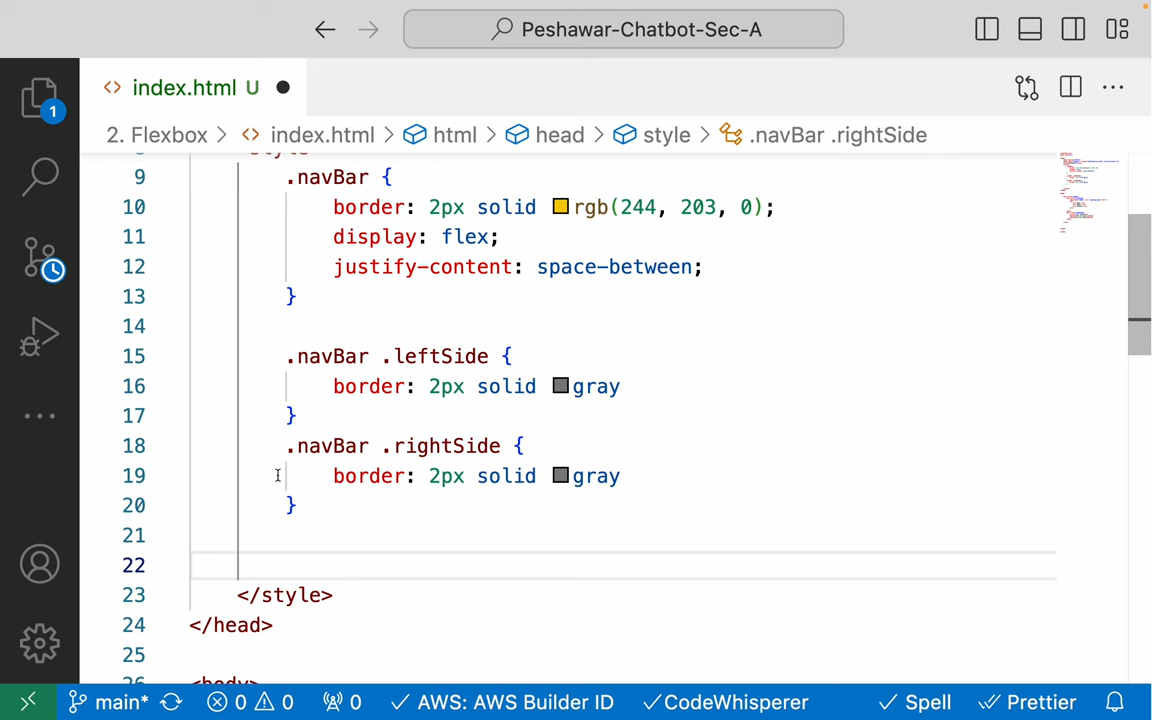 Peshawar-Chatbot-Sec-A
index.html U
1
2. Flexbox > index.html > html > head > style > .navBar .rightSide
9 .navBar {
10 border: 2px solid rgb(244, 203, 0);
11 display: flex;
12 justify-content: space-between;
13 }
14
15 .navBar .leftSide {
16 border: 2px solid gray
17 }
18 .navBar .rightSide {
19 border: 2px solid gray
20 }
21
22
23 </style>
24 </head>
25
26 <body>
main* 0 0 0 AWS: AWS Builder ID CodeWhisperer Spell Prettier